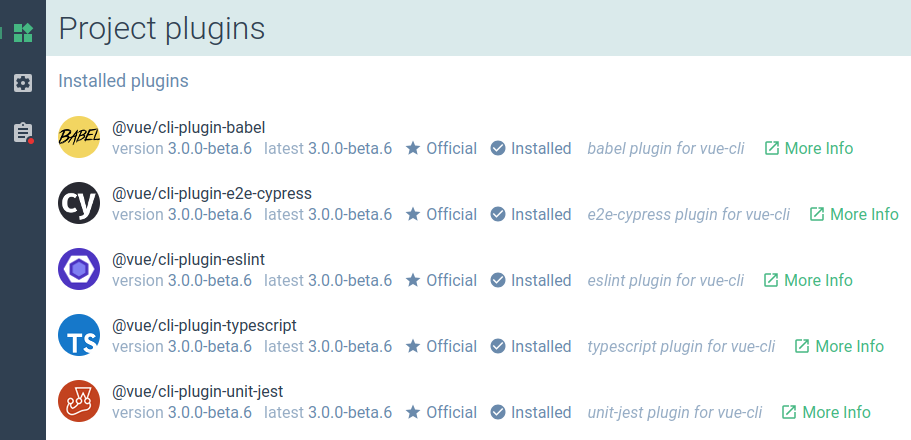 Project plugins
Installed plugins
BABEL
@vue/cli-plugin-babel
version 3.0.0-beta.6 latest 3.0.0-beta.6 Official Installed babel plugin for vue-cli More Info
cy
@vue/cli-plugin-e2e-cypress
version 3.0.0-beta.6 latest 3.0.0-beta.6 Official Installed e2e-cypress plugin for vue-cli More Info
@vue/cli-plugin-eslint
version 3.0.0-beta.6 latest 3.0.0-beta.6 Official Installed eslint plugin for vue-cli More Info
TS
@vue/cli-plugin-typescript
version 3.0.0-beta.6 latest 3.0.0-beta.6 Official Installed typescript plugin for vue-cli More Info
@vue/cli-plugin-unit-jest
version 3.0.0-beta.6 latest 3.0.0-beta.6 Official Installed unit-jest plugin for vue-cli More Info